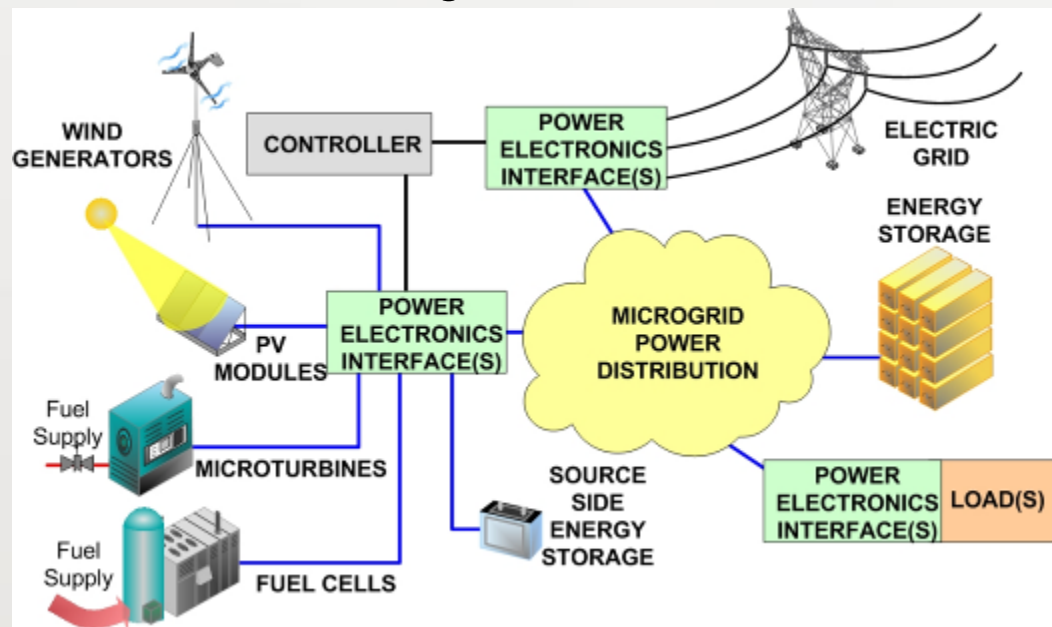 WIND
GENERATORS
CONTROLLER
POWER
ELECTRONICS
INTERFACE(S)
ELECTRIC
GRID
ENERGY
STORAGE
POWER
ELECTRONICS
INTERFACE(S)
PV
MODULES
MICROGRID
POWER
DISTRIBUTION
Fuel
Supply
MICROTURBINES
SOURCE
SIDE
ENERGY
STORAGE
POWER
ELECTRONICS
INTERFACE(S)
LOAD(S)
Fuel
Supply
FUEL CELLS